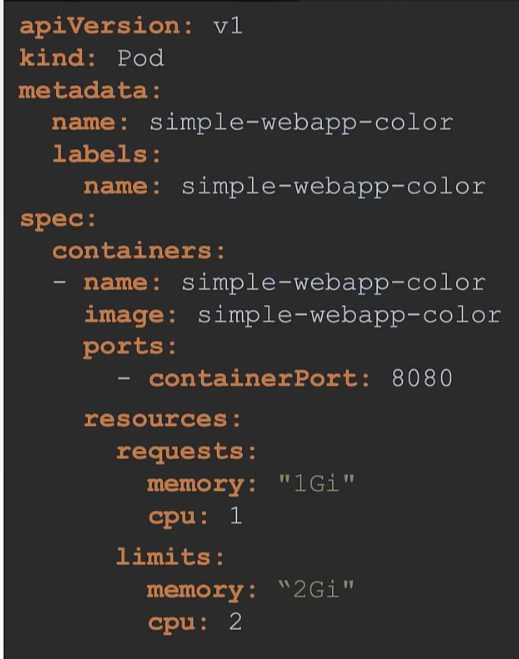 apiVersion: v1
kind: Pod
metadata:
  name: simple-webapp-color
  labels:
    name: simple-webapp-color
spec:
  containers:
  - name: simple-webapp-color
    image: simple-webapp-color
    ports:
      - containerPort: 8080
    resources:
      requests:
        memory: "1Gi"
        cpu: 1
      limits:
        memory: “2Gi"
        cpu: 2